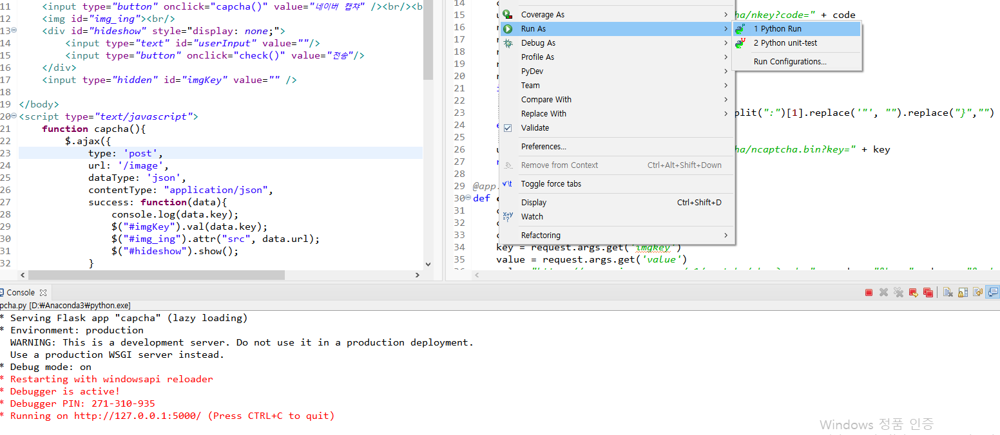 11 <input type="button" onclick="capcha()" value="네이버 캡챠" /><br/><b
12 <img id="img_ing"><br/>
13 <div id="hideshow" style="display: none;">
14 <input type="text" id="userInput" value=""/>
15 <input type="button" onclick="check()" value="전송"/>
16 </div>
17 <input type="hidden" id="imgKey" value="" />
18
19 </body>
20 <script type="text/javascript">
21 function capcha(){
22 $.ajax({
23 type: 'post',
24 url: '/image',
25 dataType: 'json',
26 contentType: "application/json",
27 success: function(data){
28 console.log(data.key);
29 $("#imgKey").val(data.key);
30 $("#img_ing").attr("src", data.url);
31 $("#hideshow").show();
32 }
14
15 ha/nkey?code=" + code
16
17
18
19
20
21
22
23 plit(":")[1].replace('"', "").replace("}","")
24
25
26 ha/ncaptcha.bin?key=" + key
27
28
29 @app
30 def
31
32
33
34 key = request.args.get('imgkey')
35 value = request.args.get('value')
Coverage As
Run As
Debug As
Profile As
PyDev
Team
Compare With
Replace With
Validate
Preferences...
Remove from Context Ctrl+Alt+Shift+Down
Toggle force tabs
Display Ctrl+Shift+D
Watch
Refactoring
1 Python Run
2 Python unit-test
Run Configurations...
Console
pcha.py [D:₩Anaconda3₩python.exe]
* Serving Flask app "capcha" (lazy loading)
* Environment: production
WARNING: This is a development server. Do not use it in a production deployment.
Use a production WSGI server instead.
* Debug mode: on
* Restarting with windowsapi reloader
* Debugger is active!
* Debugger PIN: 271-310-935
* Running on http://127.0.0.1:5000/ (Press CTRL+C to quit)
Windows 정품 인증